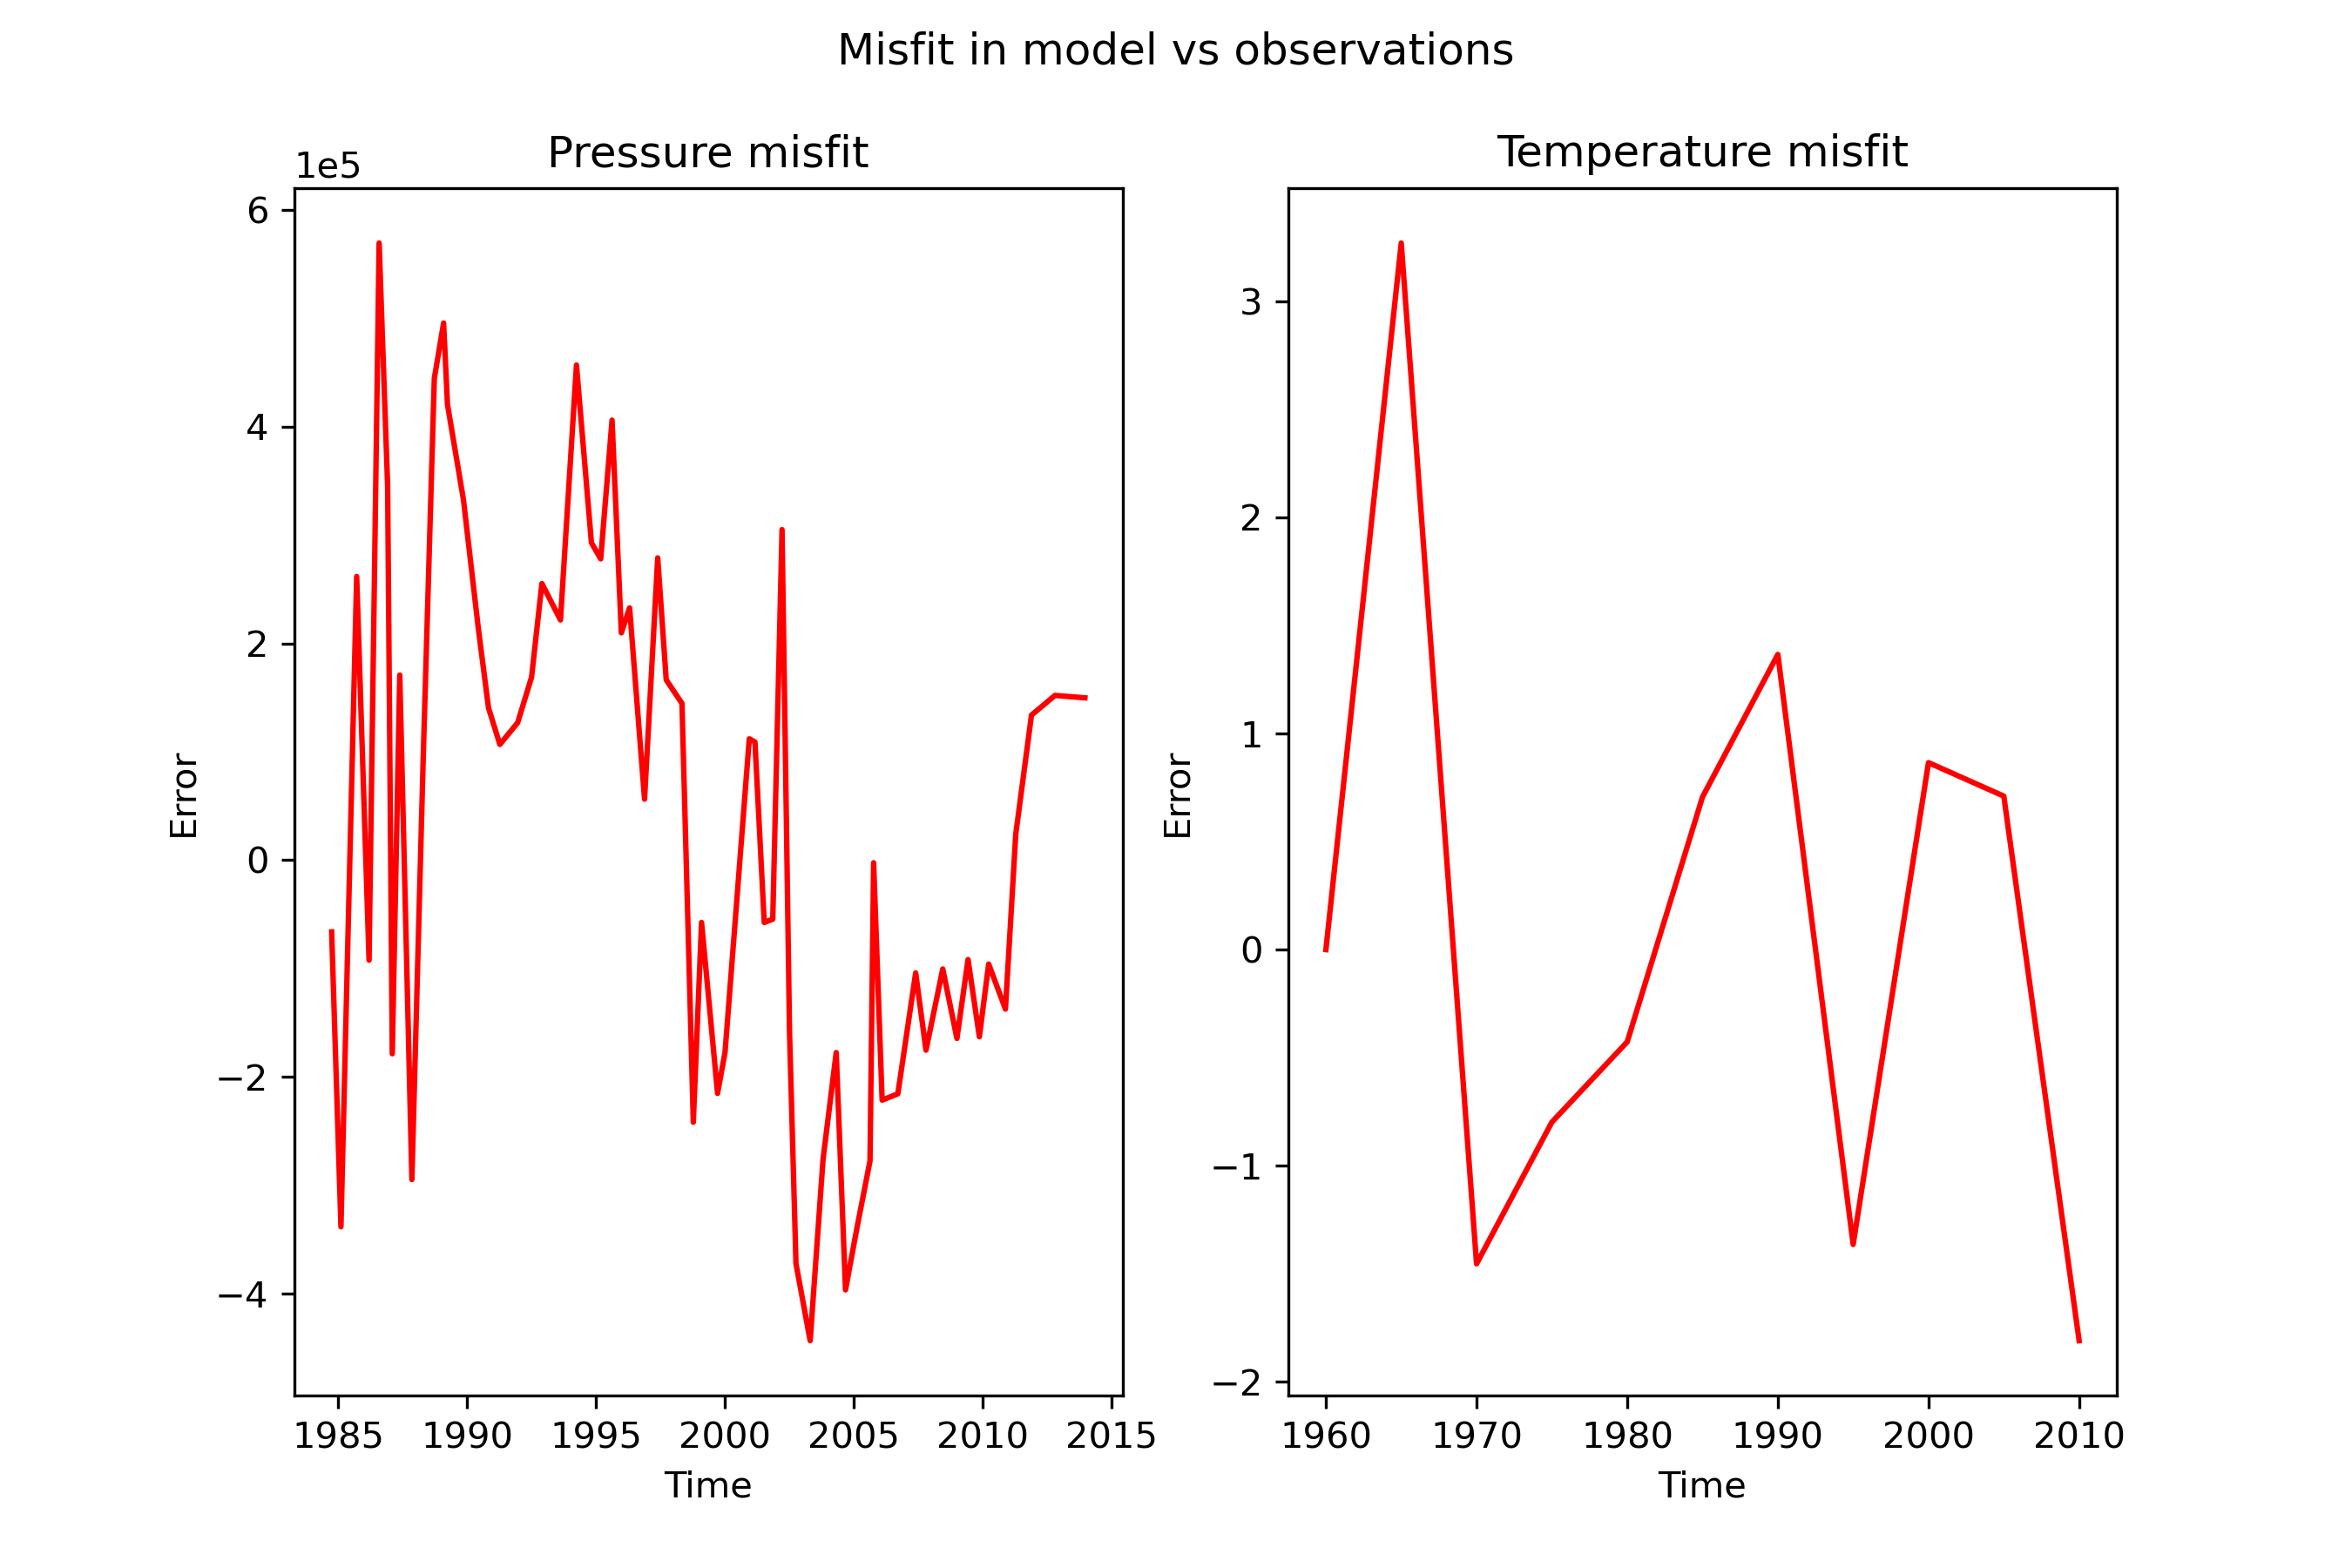 Misfit in model vs observations
Pressure misfit
1e5
6
4
2
0
−2
−4
Error
1985 1990 1995 2000 2005 2010 2015
Time
Temperature misfit
3
2
1
0
−1
−2
Error
1960 1970 1980 1990 2000 2010
Time